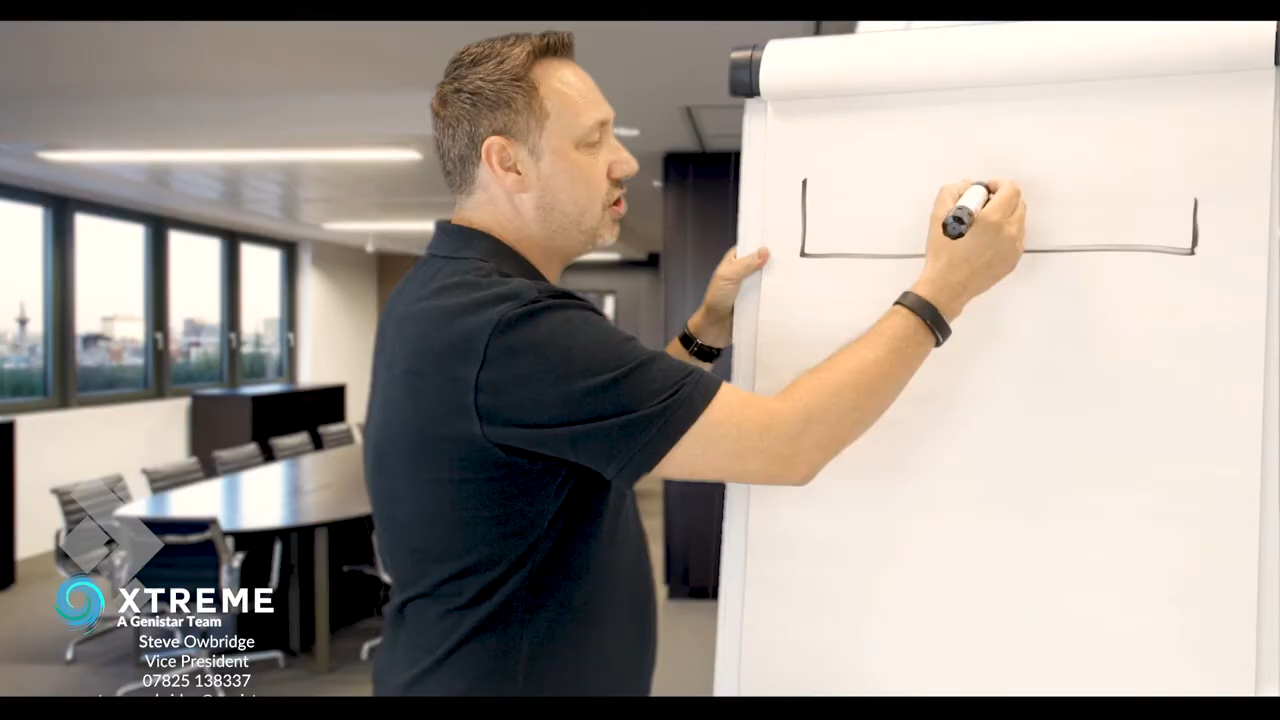 XTREME
A Genistar Team
Steve Owbridge
Vice President
07825 138337